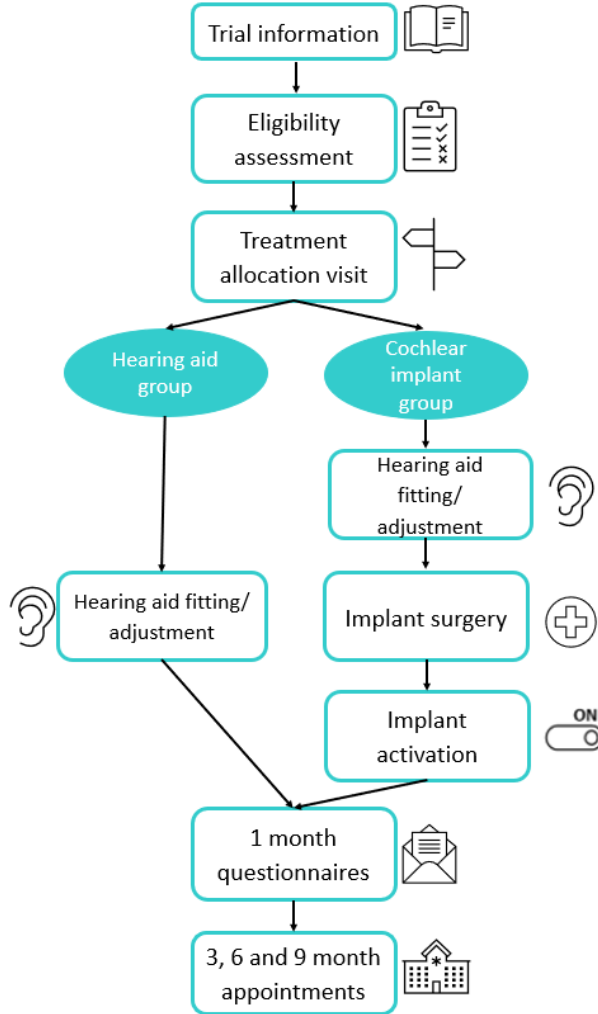 Trial information
Eligibility
assessment
Treatment
allocation visit
Hearing aid
group
Cochlear
implant
group
Hearing aid
fitting/
adjustment
Hearing aid fitting/
adjustment
Implant surgery
ON
Implant
activation
1 month
questionnaires
3, 6 and 9 month
appointments